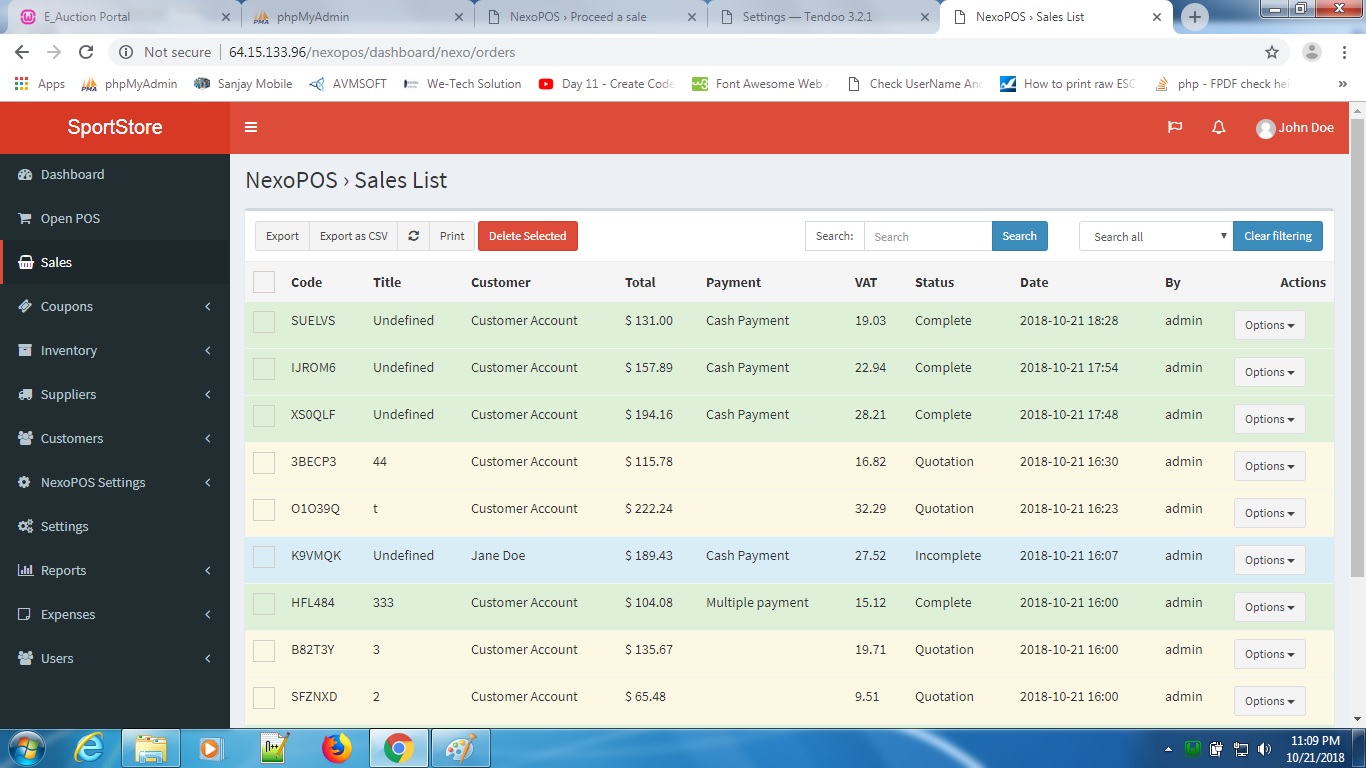 E_Auction Portal
phpMyAdmin
NexoPOS › Proceed a sale
Settings — Tendoo 3.2.1
NexoPOS › Sales List
Not secure 64.15.133.96/nexopos/dashboard/nexo/orders
Apps phpMyAdmin Sanjay Mobile AVMSOFT We-Tech Solution Day 11 - Create Code Font Awesome Web Check UserName And How to print raw ESC php - FPDF check hei »
SportStore
John Doe
Dashboard
Open POS
Sales
Coupons
Inventory
Suppliers
Customers
NexoPOS Settings
Settings
Reports
Expenses
Users
NexoPOS › Sales List
Export Export as CSV Print Delete Selected Search: Search Search Search all Clear filtering
Code Title Customer Total Payment VAT Status Date By Actions
SUELVS Undefined Customer Account $ 131.00 Cash Payment 19.03 Complete 2018-10-21 18:28 admin Options
IJROM6 Undefined Customer Account $ 157.89 Cash Payment 22.94 Complete 2018-10-21 17:54 admin Options
XS0QLF Undefined Customer Account $ 194.16 Cash Payment 28.21 Complete 2018-10-21 17:48 admin Options
3BECP3 44 Customer Account $ 115.78 16.82 Quotation 2018-10-21 16:30 admin Options
O1O39Q t Customer Account $ 222.24 32.29 Quotation 2018-10-21 16:23 admin Options
K9VMQK Undefined Jane Doe $ 189.43 Cash Payment 27.52 Incomplete 2018-10-21 16:07 admin Options
HFL484 333 Customer Account $ 104.08 Multiple payment 15.12 Complete 2018-10-21 16:00 admin Options
B82T3Y 3 Customer Account $ 135.67 19.71 Quotation 2018-10-21 16:00 admin Options
SFZNXD 2 Customer Account $ 65.48 9.51 Quotation 2018-10-21 16:00 admin Options
11:09 PM
10/21/2018